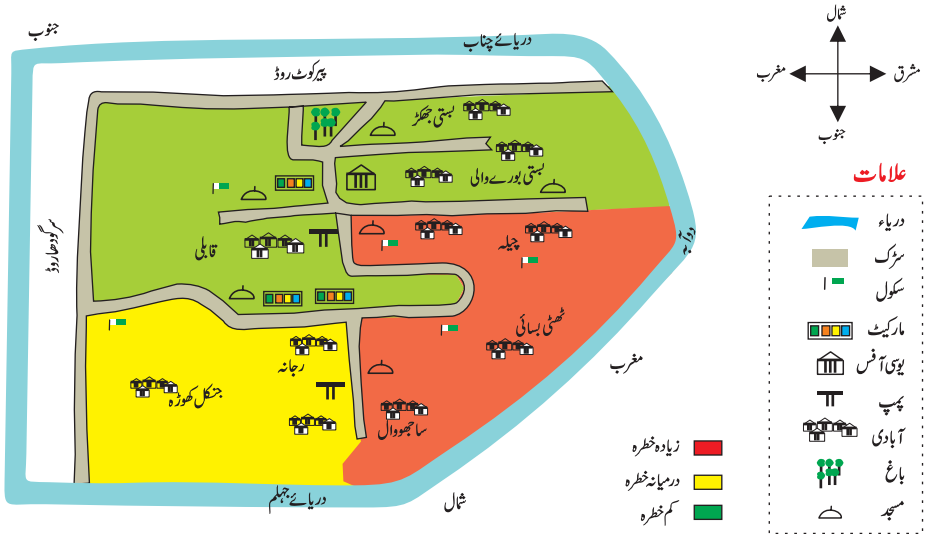 جنوب
دریائے چناب
پیرکوٹ روڈ
بستی جھکڑ
بستی بورے والی
سرگودھا روڈ
قابلی
چیلہ
دوآبہ
ٹھٹی بسائی
رجانہ
جنگل کھوڑہ
ساجھووال
مغرب
دریائے جہلم
شمال
زیادہ خطرہ
درمیانہ خطرہ
کم خطرہ
شمال
مغرب
مشرق
جنوب
علامات
دریاء
سڑک
سکول
مارکیٹ
یوسی آفس
پمپ
آبادی
باغ
مسجد